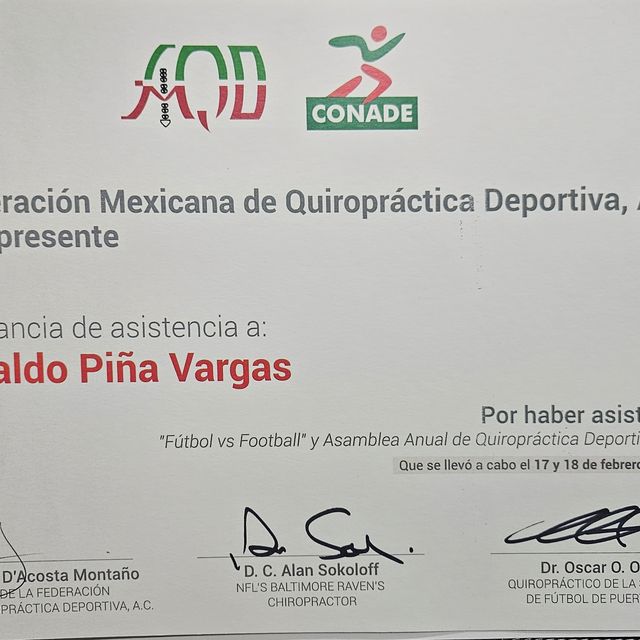 MQD
CONADE
eración Mexicana de Quiropráctica Deportiva, A
presente
ancia de asistencia a:
aldo Piña Vargas
Por haber asist
"Fútbol vs Football" y Asamblea Anual de Quiropráctica Deporti
Que se llevó a cabo el 17 y 18 de febrero
D'Acosta Montaño
DE LA FEDERACIÓN
PRÁCTICA DEPORTIVA, A.C.
D. C. Alan Sokoloff
NFL'S BALTIMORE RAVEN'S
CHIROPRACTOR
Dr. Oscar O. O
QUIROPRÁCTICO DE LA S
DE FÚTBOL DE PUER